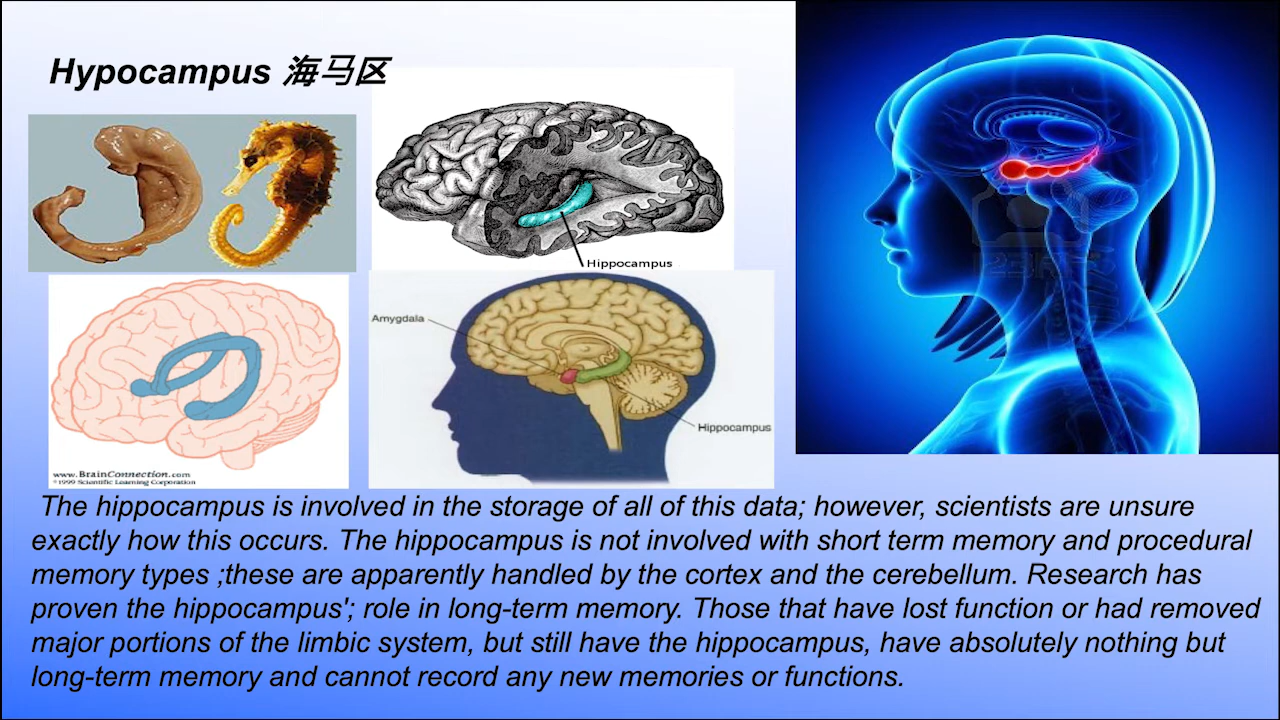 Hypocampus 海马区
Hippocampus
Amygdala
Hippocampus
www.BrainConnection.com
©1999 Scientific Learning Corporation
The hippocampus is involved in the storage of all of this data; however, scientists are unsure
exactly how this occurs. The hippocampus is not involved with short term memory and procedural
memory types ;these are apparently handled by the cortex and the cerebellum. Research has
proven the hippocampus'; role in long-term memory. Those that have lost function or had removed
major portions of the limbic system, but still have the hippocampus, have absolutely nothing but
long-term memory and cannot record any new memories or functions.